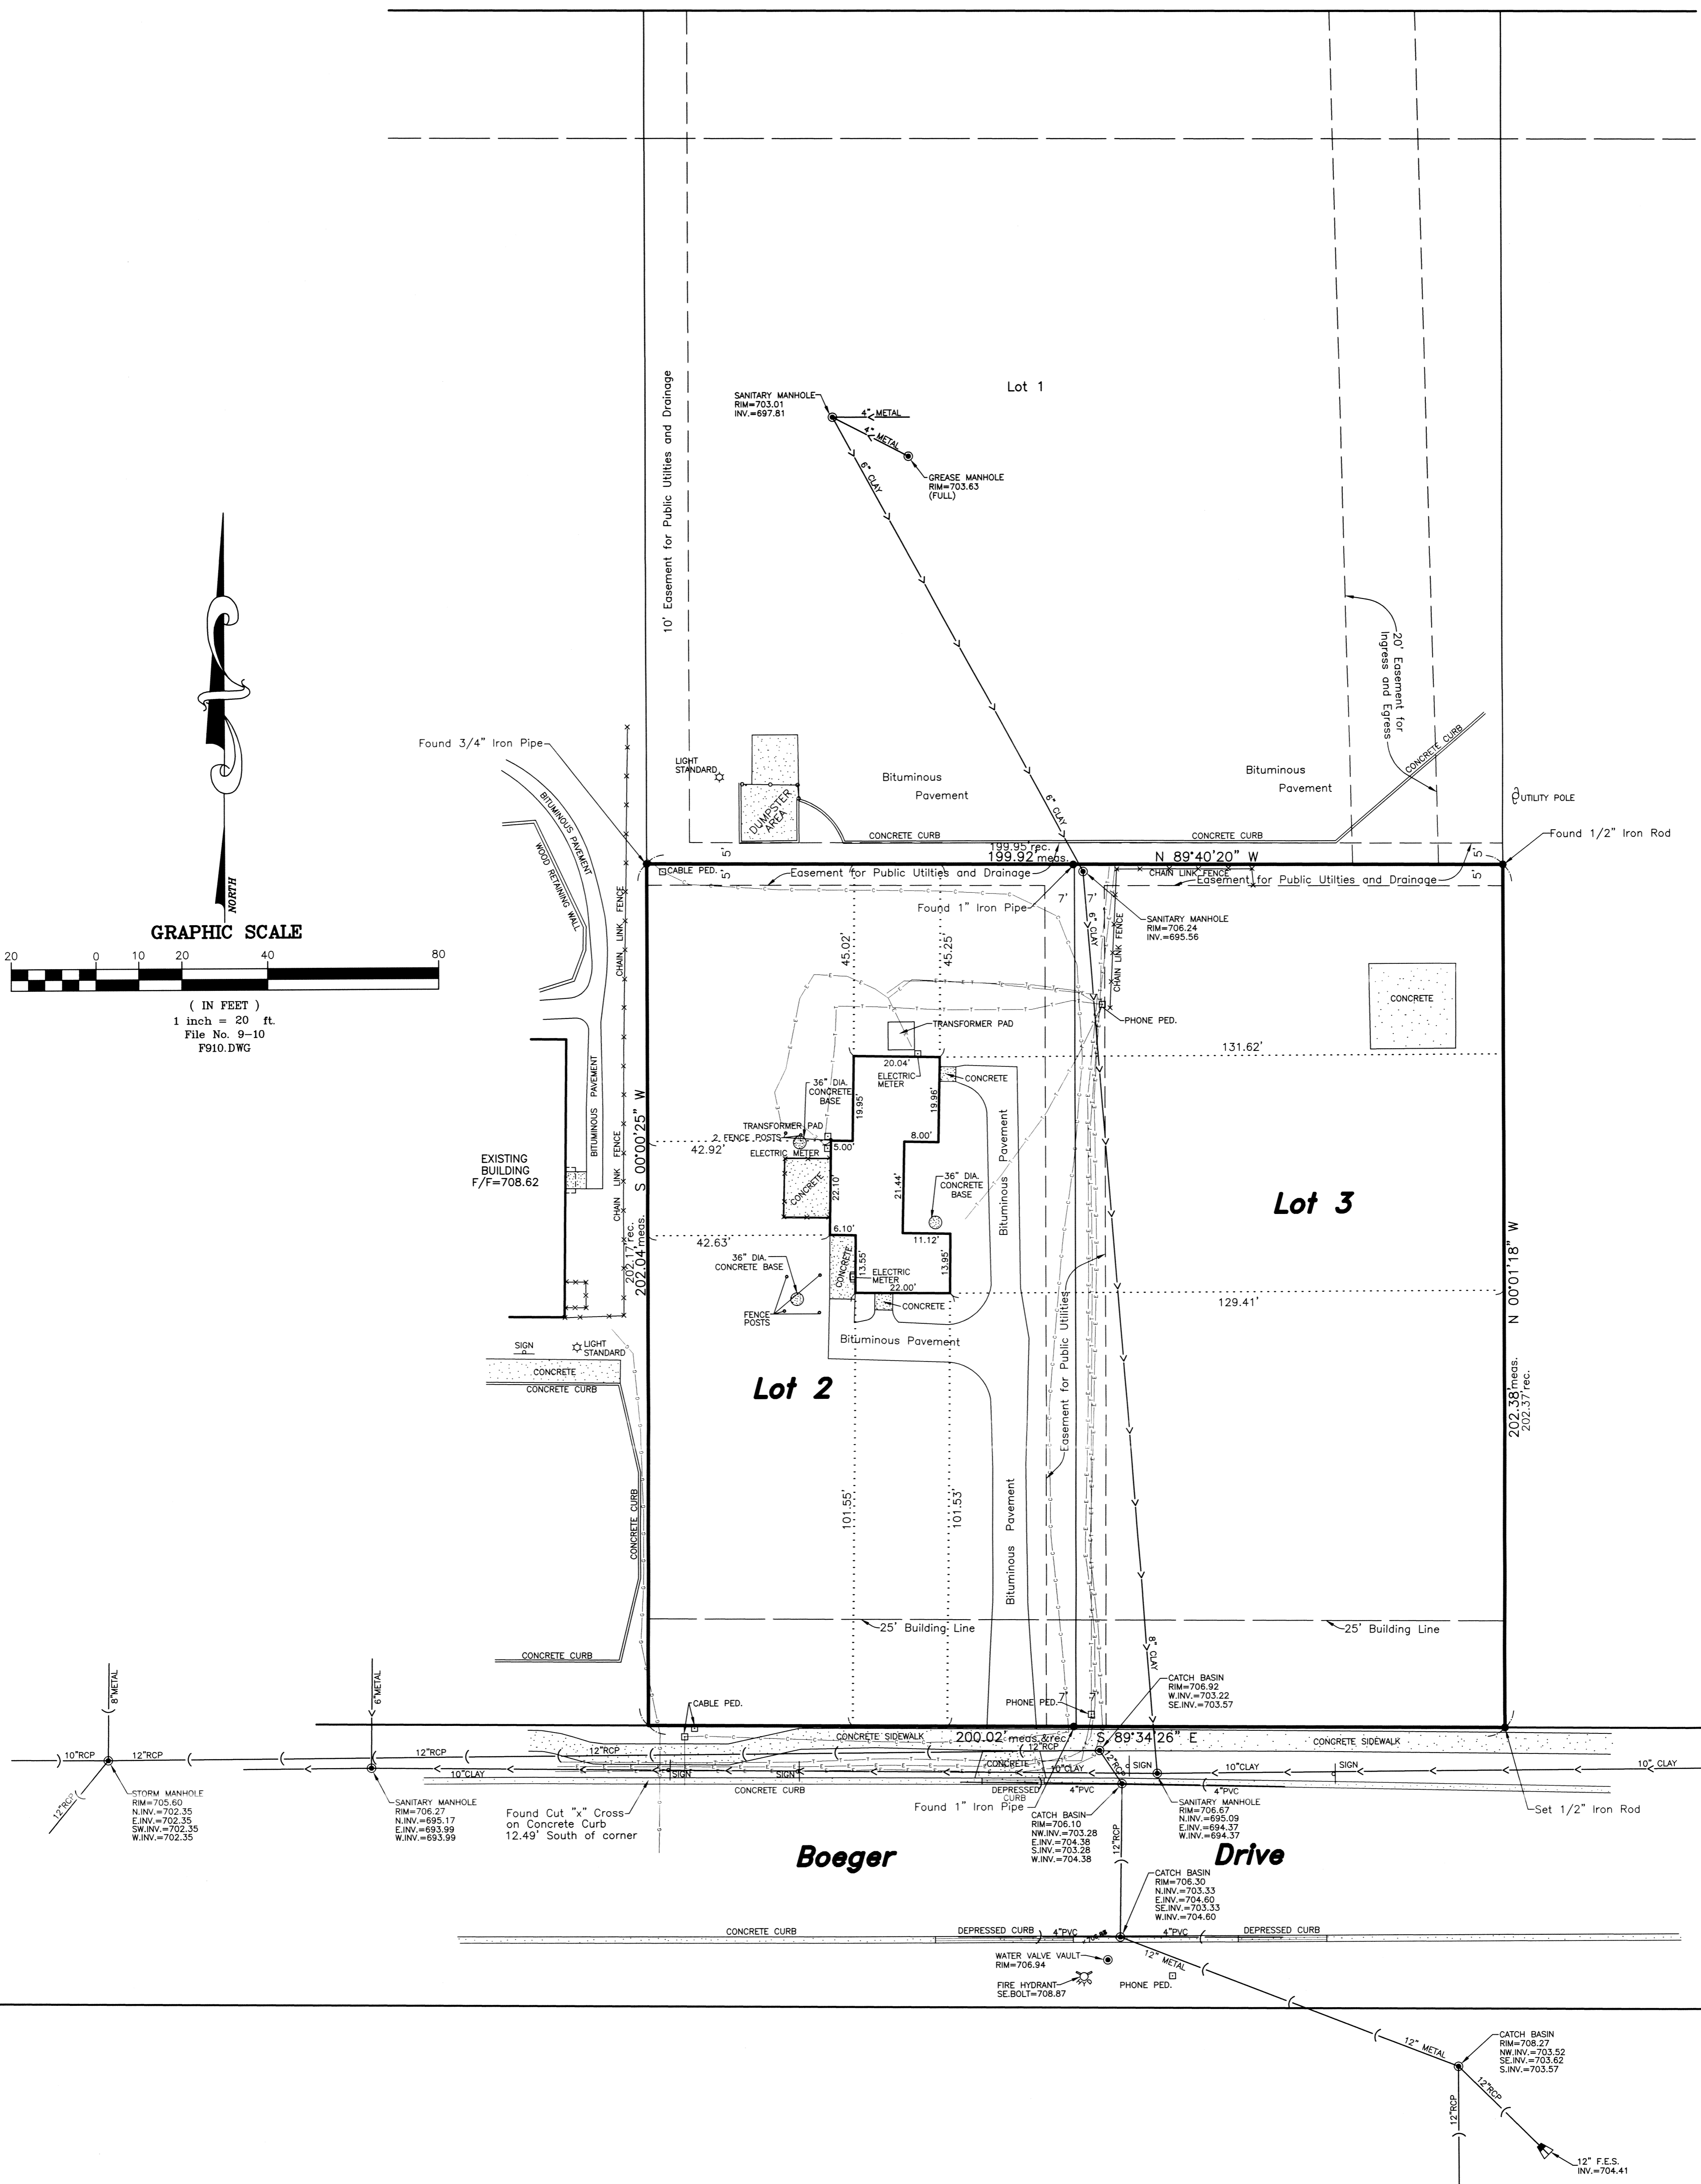 Lot 1
SANITARY MANHOLE
RIM=703.01
INV.=697.81
4" METAL
4" METAL
GREASE MANHOLE
RIM=703.63
(FULL)
6" CLAY
10' Easement for Public Utilties and Drainage
20' Easement for
Ingress and Egress
NORTH
GRAPHIC SCALE
20 0 10 20 40 80
( IN FEET )
1 inch = 20 ft.
File No. 9-10
F910.DWG
Found 3/4" Iron Pipe
LIGHT
STANDARD
DUMPSTER
AREA
Bituminous
Pavement
Bituminous
Pavement
CONCRETE CURB
UTILITY POLE
6" CLAY
CONCRETE CURB
CONCRETE CURB
Found 1/2" Iron Rod
BITUMINOUS PAVEMENT
WOOD RETAINING WALL
CHAIN LINK FENCE
5'
5'
199.95' rec.
199.92' meas.
N 89°40'20" W
5'
5'
CABLE PED.
Easement for Public Utilties and Drainage
CHAIN LINK FENCE
Easement for Public Utilties and Drainage
Found 1" Iron Pipe
7'
7'
6" CLAY
CHAIN LINK FENCE
SANITARY MANHOLE
RIM=706.24
INV.=695.56
45.02'
45.25'
CONCRETE
PHONE PED.
TRANSFORMER PAD
131.62'
20.04'
ELECTRIC
METER
CONCRETE
36" DIA.
CONCRETE
BASE
19.95'
19.96'
TRANSFORMER PAD
2 FENCE POSTS
5.00'
8.00'
ELECTRIC METER
42.92'
CONCRETE
22.10'
21.44'
36" DIA.
CONCRETE
BASE
Bituminous Pavement
BITUMINOUS PAVEMENT
CHAIN LINK FENCE
EXISTING
BUILDING
F/F=708.62
S 00°00'25" W
202.17' rec.
202.04' meas.
Lot 3
N 00°01'18" W
42.63'
6.10'
11.12'
36" DIA.
CONCRETE BASE
CONCRETE
13.55'
13.95'
ELECTRIC
METER
22.00'
CONCRETE
FENCE
POSTS
129.41'
Bituminous Pavement
Easement for Public Utilities
SIGN
LIGHT
STANDARD
CONCRETE
CONCRETE CURB
Lot 2
202.38' meas.
202.37' rec.
CONCRETE CURB
101.55'
101.53'
Bituminous Pavement
25' Building Line
25' Building Line
CONCRETE CURB
8" CLAY
8"METAL
6"METAL
CATCH BASIN
RIM=706.92
W.INV.=703.22
SE.INV.=703.57
CABLE PED.
PHONE PED.
7'
7'
CONCRETE SIDEWALK
200.02' meas.&rec.
S 89°34'26" E
CONCRETE SIDEWALK
10"RCP
12"RCP
12"RCP
12"RCP
12"RCP
12"RCP
CONCRETE
10"CLAY
SIGN
SIGN
10"CLAY
SIGN
10"CLAY
SIGN
10" CLAY
CONCRETE CURB
DEPRESSED
CURB
4"PVC
4"PVC
12"RCP
STORM MANHOLE
RIM=705.60
N.INV.=702.35
E.INV.=702.35
SW.INV.=702.35
W.INV.=702.35
SANITARY MANHOLE
RIM=706.27
N.INV.=695.17
E.INV.=693.99
W.INV.=693.99
Found Cut "x" Cross
on Concrete Curb
12.49' South of corner
Found 1" Iron Pipe
CATCH BASIN
RIM=706.10
NW.INV.=703.28
E.INV.=704.38
S.INV.=703.28
W.INV.=704.38
SANITARY MANHOLE
RIM=706.67
N.INV.=695.09
E.INV.=694.37
W.INV.=694.37
Set 1/2" Iron Rod
12"RCP
Boeger Drive
CATCH BASIN
RIM=706.30
N.INV.=703.33
E.INV.=704.60
SE.INV.=703.33
W.INV.=704.60
CONCRETE CURB
DEPRESSED CURB
4"PVC
4"PVC
DEPRESSED CURB
WATER VALVE VAULT
RIM=706.94
12" METAL
FIRE HYDRANT
SE.BOLT=708.87
PHONE PED.
12" METAL
CATCH BASIN
RIM=708.27
NW.INV.=703.52
SE.INV.=703.62
S.INV.=703.57
12"RCP
12"RCP
12" F.E.S.
INV.=704.41